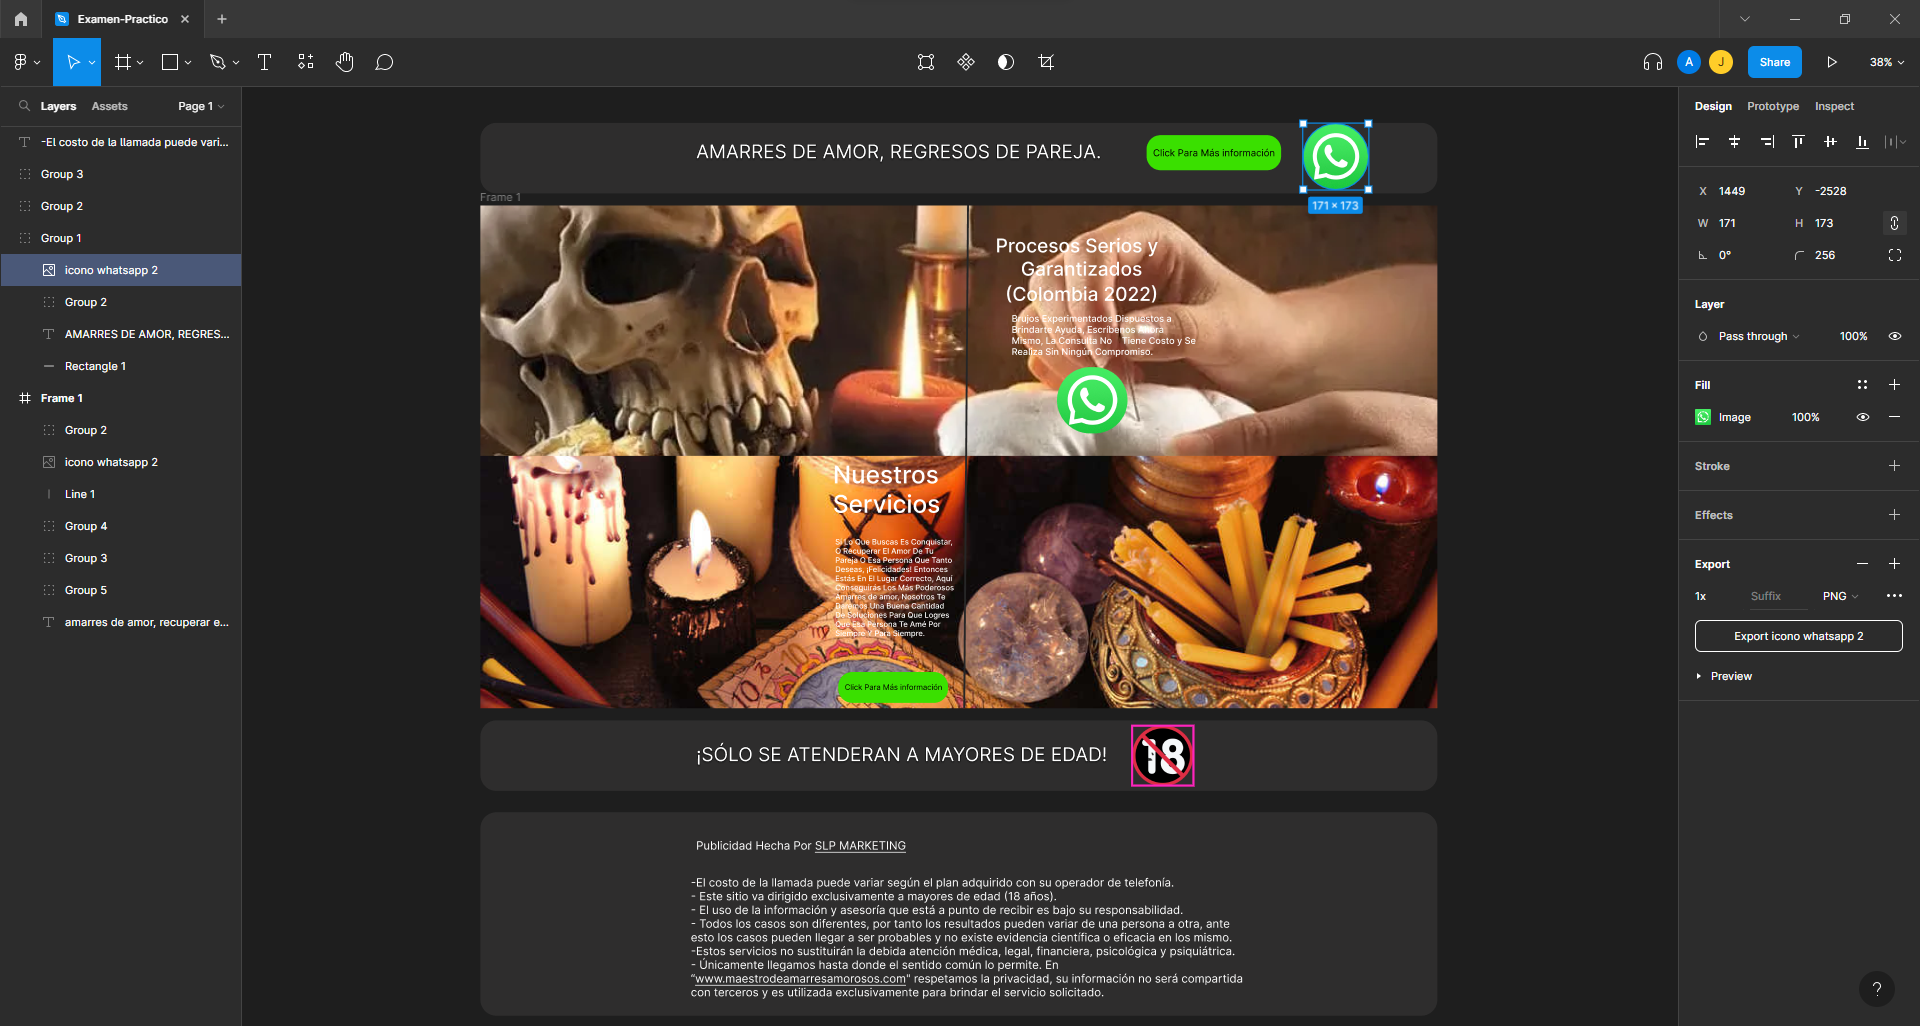 Examen-Practico
Share
A
J
38%
Layers
Assets
Page 1
Design
Prototype
Inspect
-El costo de la llamada puede vari...
Group 3
Group 2
Group 1
icono whatsapp 2
Group 2
AMARRES DE AMOR, REGRES...
Rectangle 1
Frame 1
Group 2
icono whatsapp 2
Line 1
Group 4
Group 3
Group 5
amarres de amor, recuperar e...
AMARRES DE AMOR, REGRESOS DE PAREJA.
Click Para Más información
171 × 173
Frame 1
Procesos Serios y
Garantizados
(Colombia 2022)
Brujos Experimentados Dispuestos a
Brindarte Ayuda, Escríbenos Ahora
Mismo, La Consulta No Tiene Costo y Se
Realiza Sin Ningún Compromiso.
Nuestros
Servicios
Si Lo Que Buscas Es Conquistar,
O Recuperar El Amor De Tu
Pareja O Esa Persona Que Tanto
Deseas, ¡Felicidades! Entonces
Estás En El Lugar Correcto, Aquí
Conseguirás Los Más Poderosos
Amarres de amor, Nosotros Te
Daremos Una Buena Cantidad
De Soluciones Para Que Logres
Que Esa Persona Te Amé Por
Siempre Y Para Siempre.
Click Para Más información
¡SÓLO SE ATENDERAN A MAYORES DE EDAD!
18
Publicidad Hecha Por SLP MARKETING
-El costo de la llamada puede variar según el plan adquirido con su operador de telefonía.
- Este sitio va dirigido exclusivamente a mayores de edad (18 años).
- El uso de la información y asesoría que está a punto de recibir es bajo su responsabilidad.
- Todos los casos son diferentes, por tanto los resultados pueden variar de una persona a otra, ante
esto los casos pueden llegar a ser probables y no existe evidencia científica o eficacia en los mismo.
-Estos servicios no sustituirán la debida atención médica, legal, financiera, psicológica y psiquiátrica.
- Únicamente llegamos hasta donde el sentido común lo permite. En
“www.maestrodeamarresamorosos.com” respetamos la privacidad, su información no será compartida
con terceros y es utilizada exclusivamente para brindar el servicio solicitado.
X 1449
Y -2528
W 171
H 173
0°
256
Layer
Pass through
100%
Fill
Image
100%
Stroke
Effects
Export
1x
Suffix
PNG
Export icono whatsapp 2
Preview
?